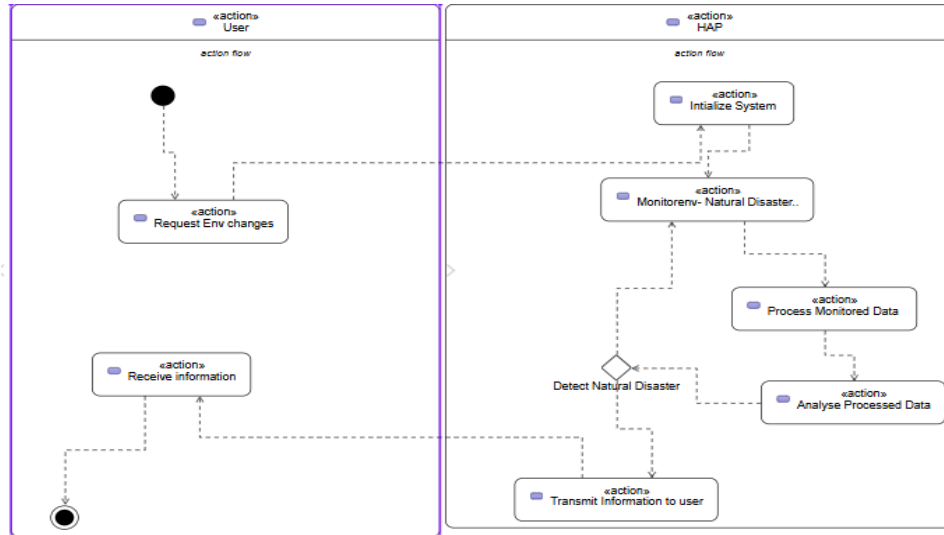 «action»
User
action flow
«action»
Request Env changes
«action»
Receive information
«action»
HAP
action flow
«action»
Intialize System
«action»
Monitorenv- Natural Disaster..
«action»
Process Monitored Data
Detect Natural Disaster
«action»
Analyse Processed Data
«action»
Transmit Information to user